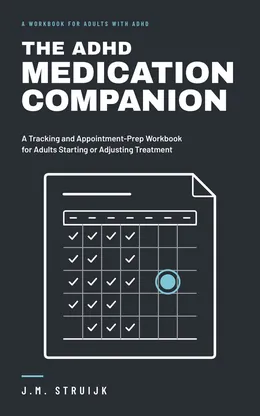 A WORKBOOK FOR ADULTS WITH ADHD
THE ADHD
MEDICATION
COMPANION
A Tracking and Appointment-Prep Workbook
for Adults Starting or Adjusting Treatment
J.M. STRUIJK